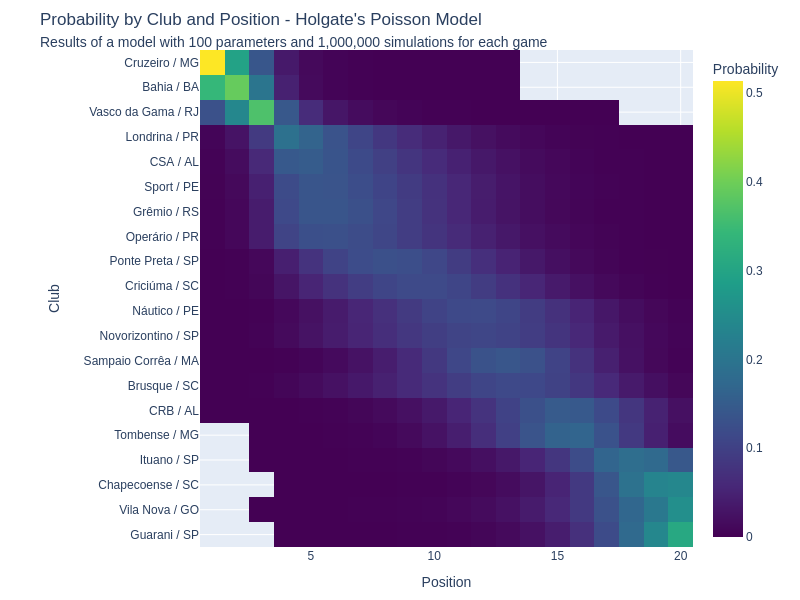 Probability by Club and Position - Holgate's Poisson Model
Results of a model with 100 parameters and 1,000,000 simulations for each game
Probability
Club
Cruzeiro / MG
Bahia / BA
Vasco da Gama / RJ
Londrina / PR
CSA / AL
Sport / PE
Grêmio / RS
Operário / PR
Ponte Preta / SP
Criciúma / SC
Náutico / PE
Novorizontino / SP
Sampaio Corrêa / MA
Brusque / SC
CRB / AL
Tombense / MG
Ituano / SP
Chapecoense / SC
Vila Nova / GO
Guarani / SP
0.5
0.4
0.3
0.2
0.1
0
5 10 15 20
Position